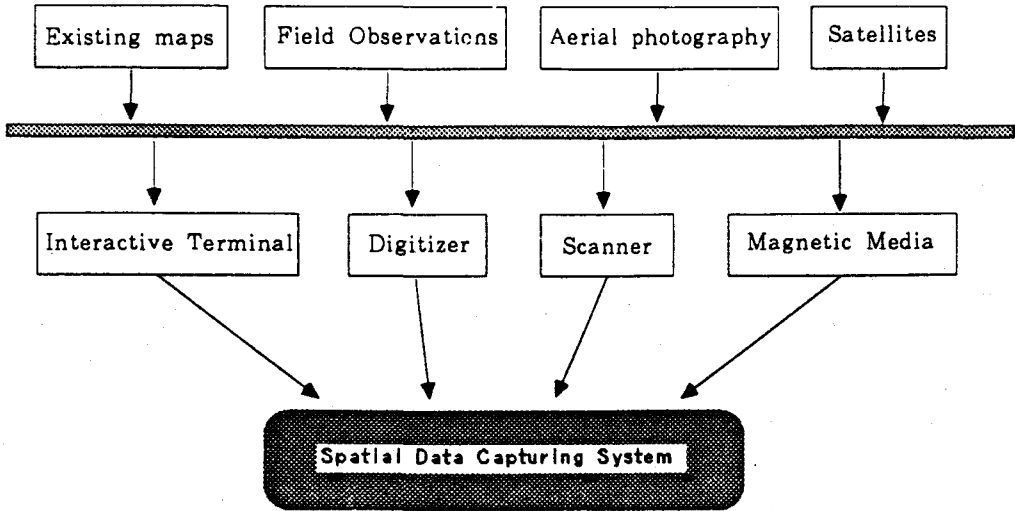 Existing maps
Field Observations
Aerial photography
Satellites
Interactive Terminal
Digitizer
Scanner
Magnetic Media
Spatial Data Capturing System